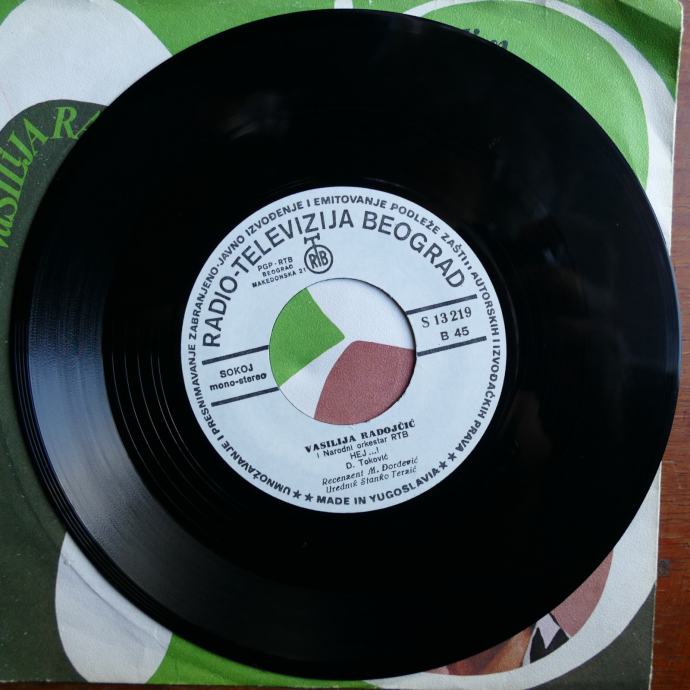 VASILIJA RA
UMNOŽAVANJE I PRESNIMAVANJE ZABRANJENO-JAVNO IZVOĐENJE I EMITOVANJE PODLEŽE ZAŠTITI AUTORSKIH I IZVOĐAČKIH PRAVA
RADIO-TELEVIZIJA BEOGRAD
PGP-RTB
BEOGRAD
MAKEDONSKA 21
RTB
SOKOJ
mono-stereo
S 13 219
B 45
VASILIJA RADOJČIĆ
i Narodni orkestar RTB
HEJ...!
D. Toković
Recenzent M. Đorđević
Urednik Stanko Terzić
★★ MADE IN YUGOSLAVIA ★★